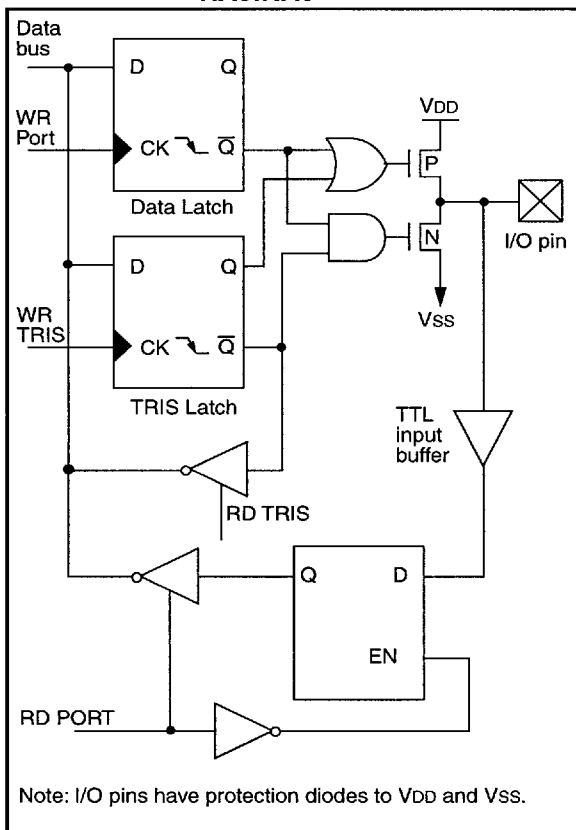 Data
bus
D Q
WR
Port
CK Q
Data Latch
VDD
P
I/O pin
N
VSS
D Q
WR
TRIS
CK Q
TRIS Latch
TTL
input
buffer
RD TRIS
Q D
EN
RD PORT
Note: I/O pins have protection diodes to VDD and VSS.